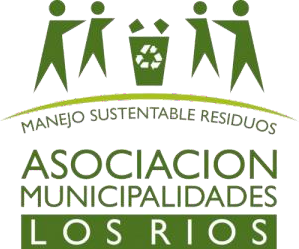 MANEJO SUSTENTABLE RESIDUOS
ASOCIACION
MUNICIPALIDADES
LOS RIOS